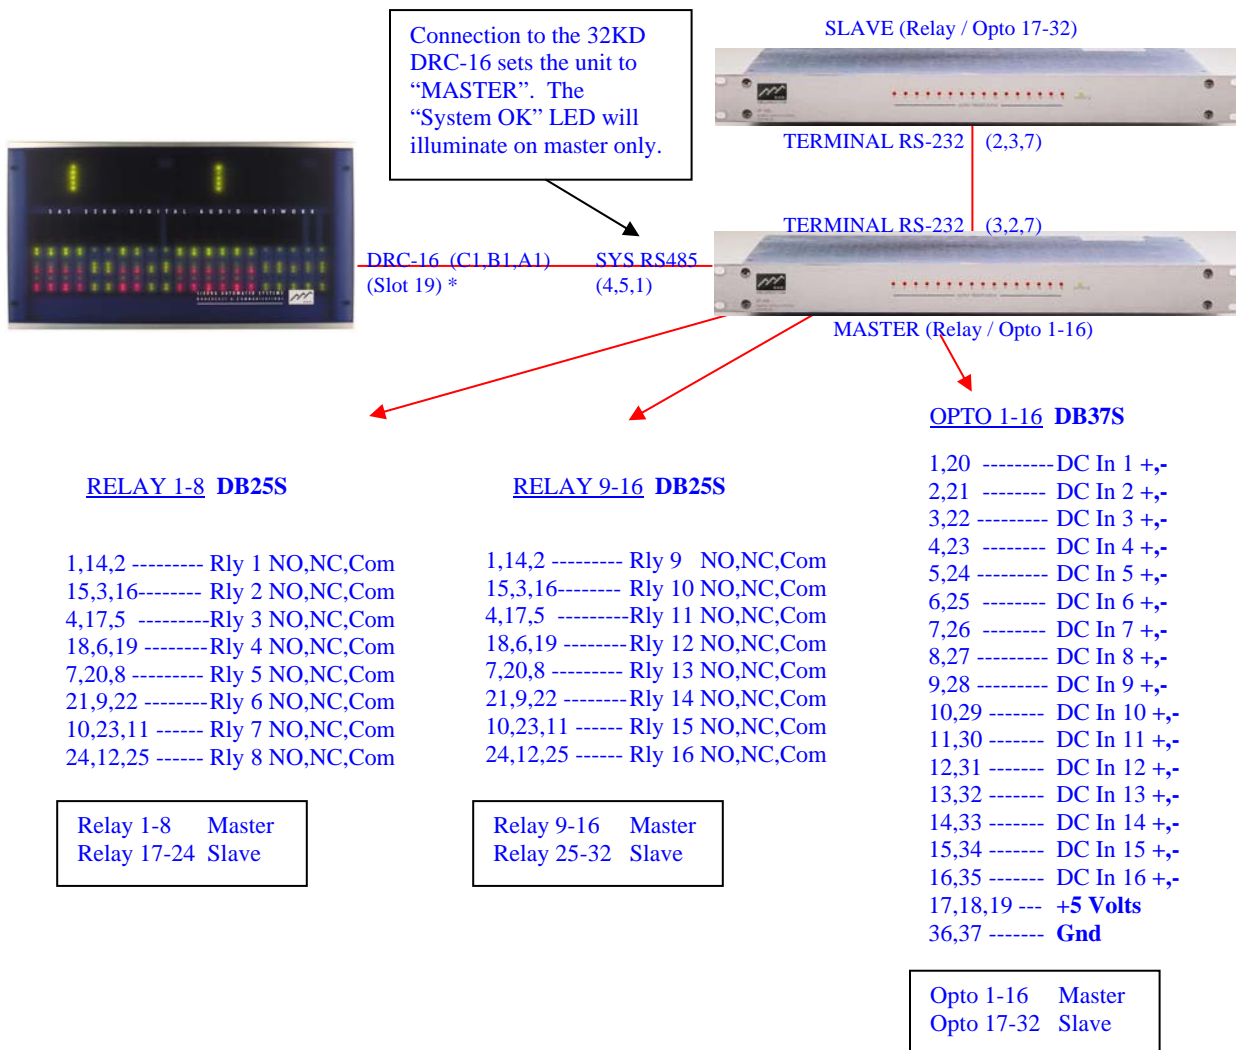 SLAVE (Relay / Opto 17-32)
Connection to the 32KD
DRC-16 sets the unit to
“MASTER”.  The
“System OK” LED will
illuminate on master only.
TERMINAL RS-232   (2,3,7)
SAS 32KD DIGITAL AUDIO NETWORK
TERMINAL RS-232   (3,2,7)
DRC-16  (C1,B1,A1)
(Slot 19) *
SYS RS485
(4,5,1)
SIERRA AUTOMATED SYSTEMS
BROADCAST & COMMUNICATIONS
MASTER (Relay / Opto 1-16)
RELAY 1-8  DB25S
1,14,2 --------- Rly 1 NO,NC,Com
15,3,16-------- Rly 2 NO,NC,Com
4,17,5  ---------Rly 3 NO,NC,Com
18,6,19 --------Rly 4 NO,NC,Com
7,20,8 --------- Rly 5 NO,NC,Com
21,9,22 --------Rly 6 NO,NC,Com
10,23,11 ------ Rly 7 NO,NC,Com
24,12,25 ------ Rly 8 NO,NC,Com
Relay 1-8      Master
Relay 17-24  Slave
RELAY 9-16  DB25S
1,14,2 --------- Rly 9   NO,NC,Com
15,3,16-------- Rly 10 NO,NC,Com
4,17,5  ---------Rly 11 NO,NC,Com
18,6,19 --------Rly 12 NO,NC,Com
7,20,8 --------- Rly 13 NO,NC,Com
21,9,22 --------Rly 14 NO,NC,Com
10,23,11 ------ Rly 15 NO,NC,Com
24,12,25 ------ Rly 16 NO,NC,Com
Relay 9-16     Master
Relay 25-32   Slave
OPTO 1-16  DB37S
1,20  ---------DC In 1 +,-
2,21  -------- DC In 2 +,-
3,22 --------- DC In 3 +,-
4,23  -------- DC In 4 +,-
5,24 --------- DC In 5 +,-
6,25  -------- DC In 6 +,-
7,26  -------- DC In 7 +,-
8,27 --------- DC In 8 +,-
9,28 --------- DC In 9 +,-
10,29 -------  DC In 10 +,-
11,30 -------  DC In 11 +,-
12,31 -------  DC In 12 +,-
13,32 -------  DC In 13 +,-
14,33 -------  DC In 14 +,-
15,34 -------  DC In 15 +,-
16,35 -------  DC In 16 +,-
17,18,19 ---  +5 Volts
36,37 -------  Gnd
Opto 1-16     Master
Opto 17-32   Slave